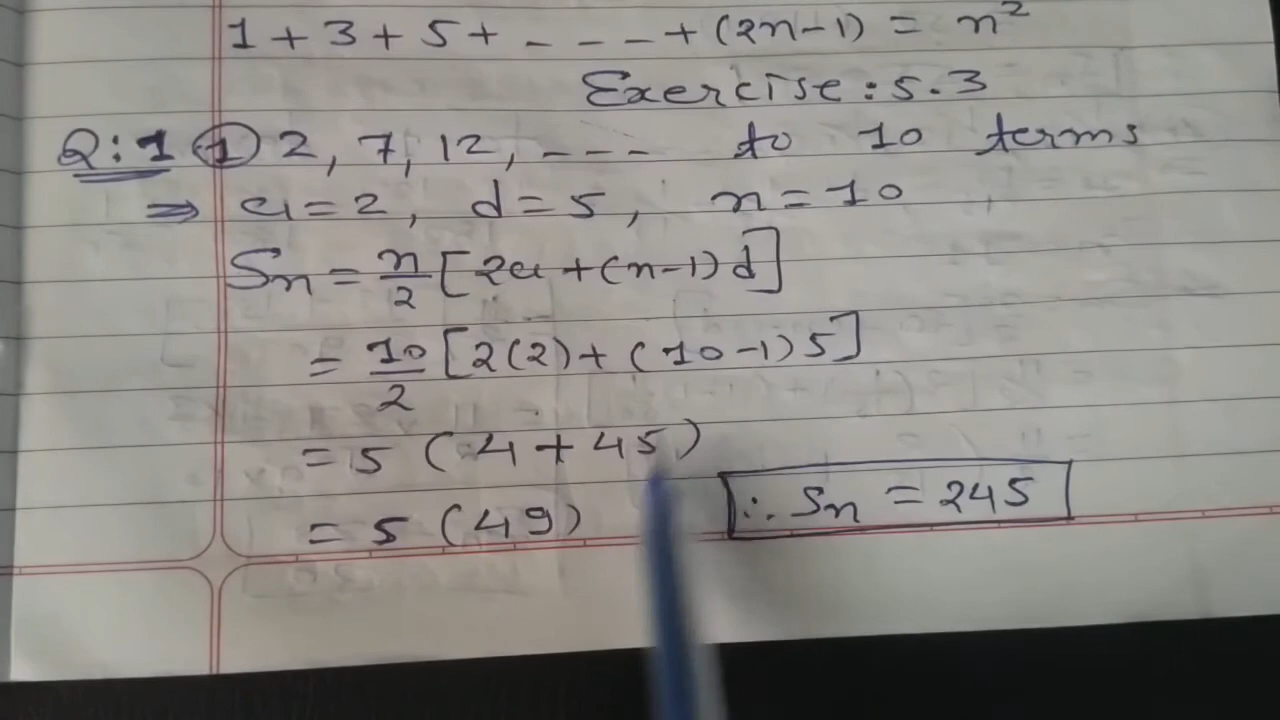 1 + 3 + 5 + - - - + (2n-1) = n²
Exercise: 5.3
Q:1 (1) 2, 7, 12, --- to 10 terms
⇒ a = 2, d = 5, n = 10
Sn = n/2 [2a + (n-1) d]
= 10/2 [2(2) + (10-1) 5]
= 5 (4 + 45)
= 5 (49)
∴ Sn = 245